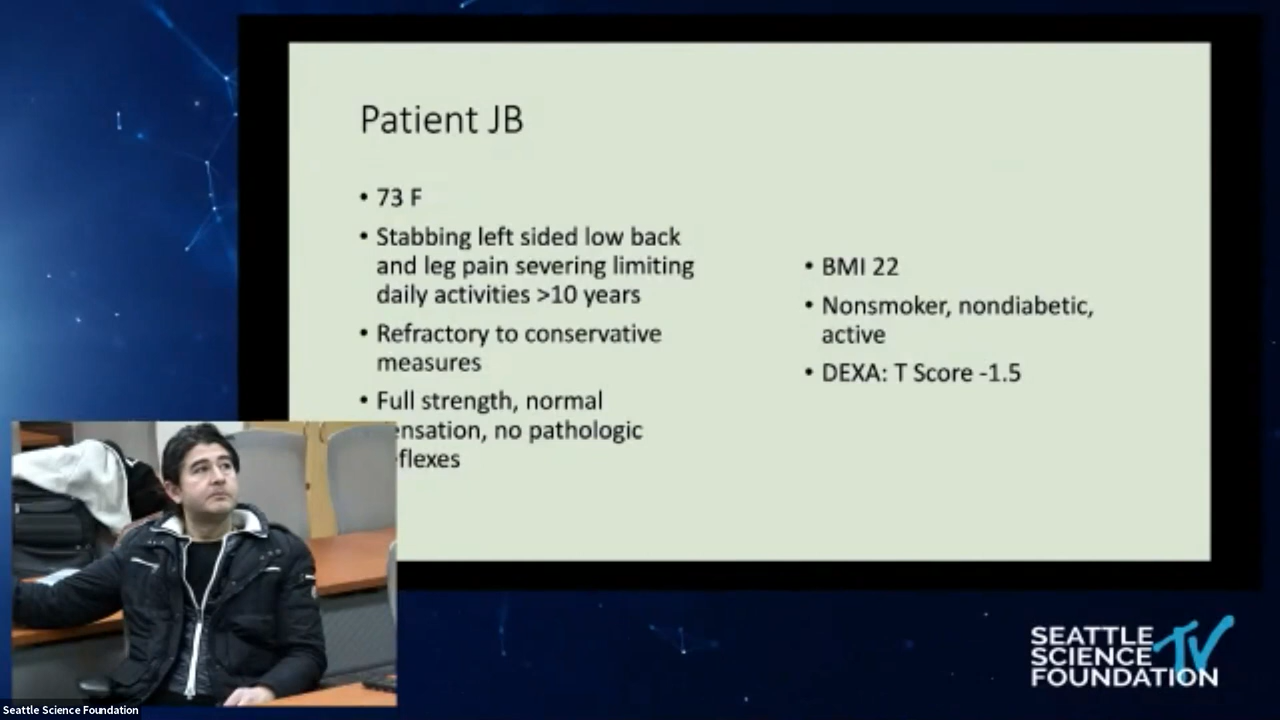 Patient JB
• 73 F
• Stabbing left sided low back
and leg pain severing limiting
daily activities >10 years
• Refractory to conservative
measures
• Full strength, normal
ensation, no pathologic
eflexes
• BMI 22
• Nonsmoker, nondiabetic,
active
• DEXA: T Score -1.5
SEATTLE
SCIENCE TV
FOUNDATION
Seattle Science Foundation